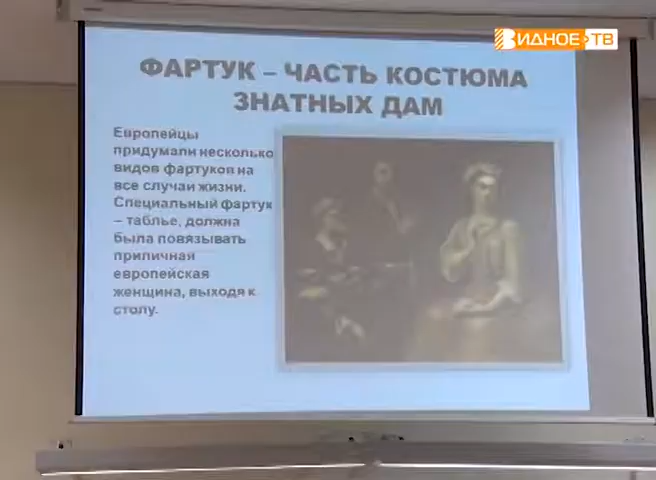 ВИДНОЕ ТВ
ФАРТУК – ЧАСТЬ КОСТЮМА
ЗНАТНЫХ ДАМ
Европейцы
придумали несколько
видов фартуков на
все случаи жизни.
Специальный фартук
– таблье, должна
была повязывать
приличная
европейская
женщина, выходя к
столу.